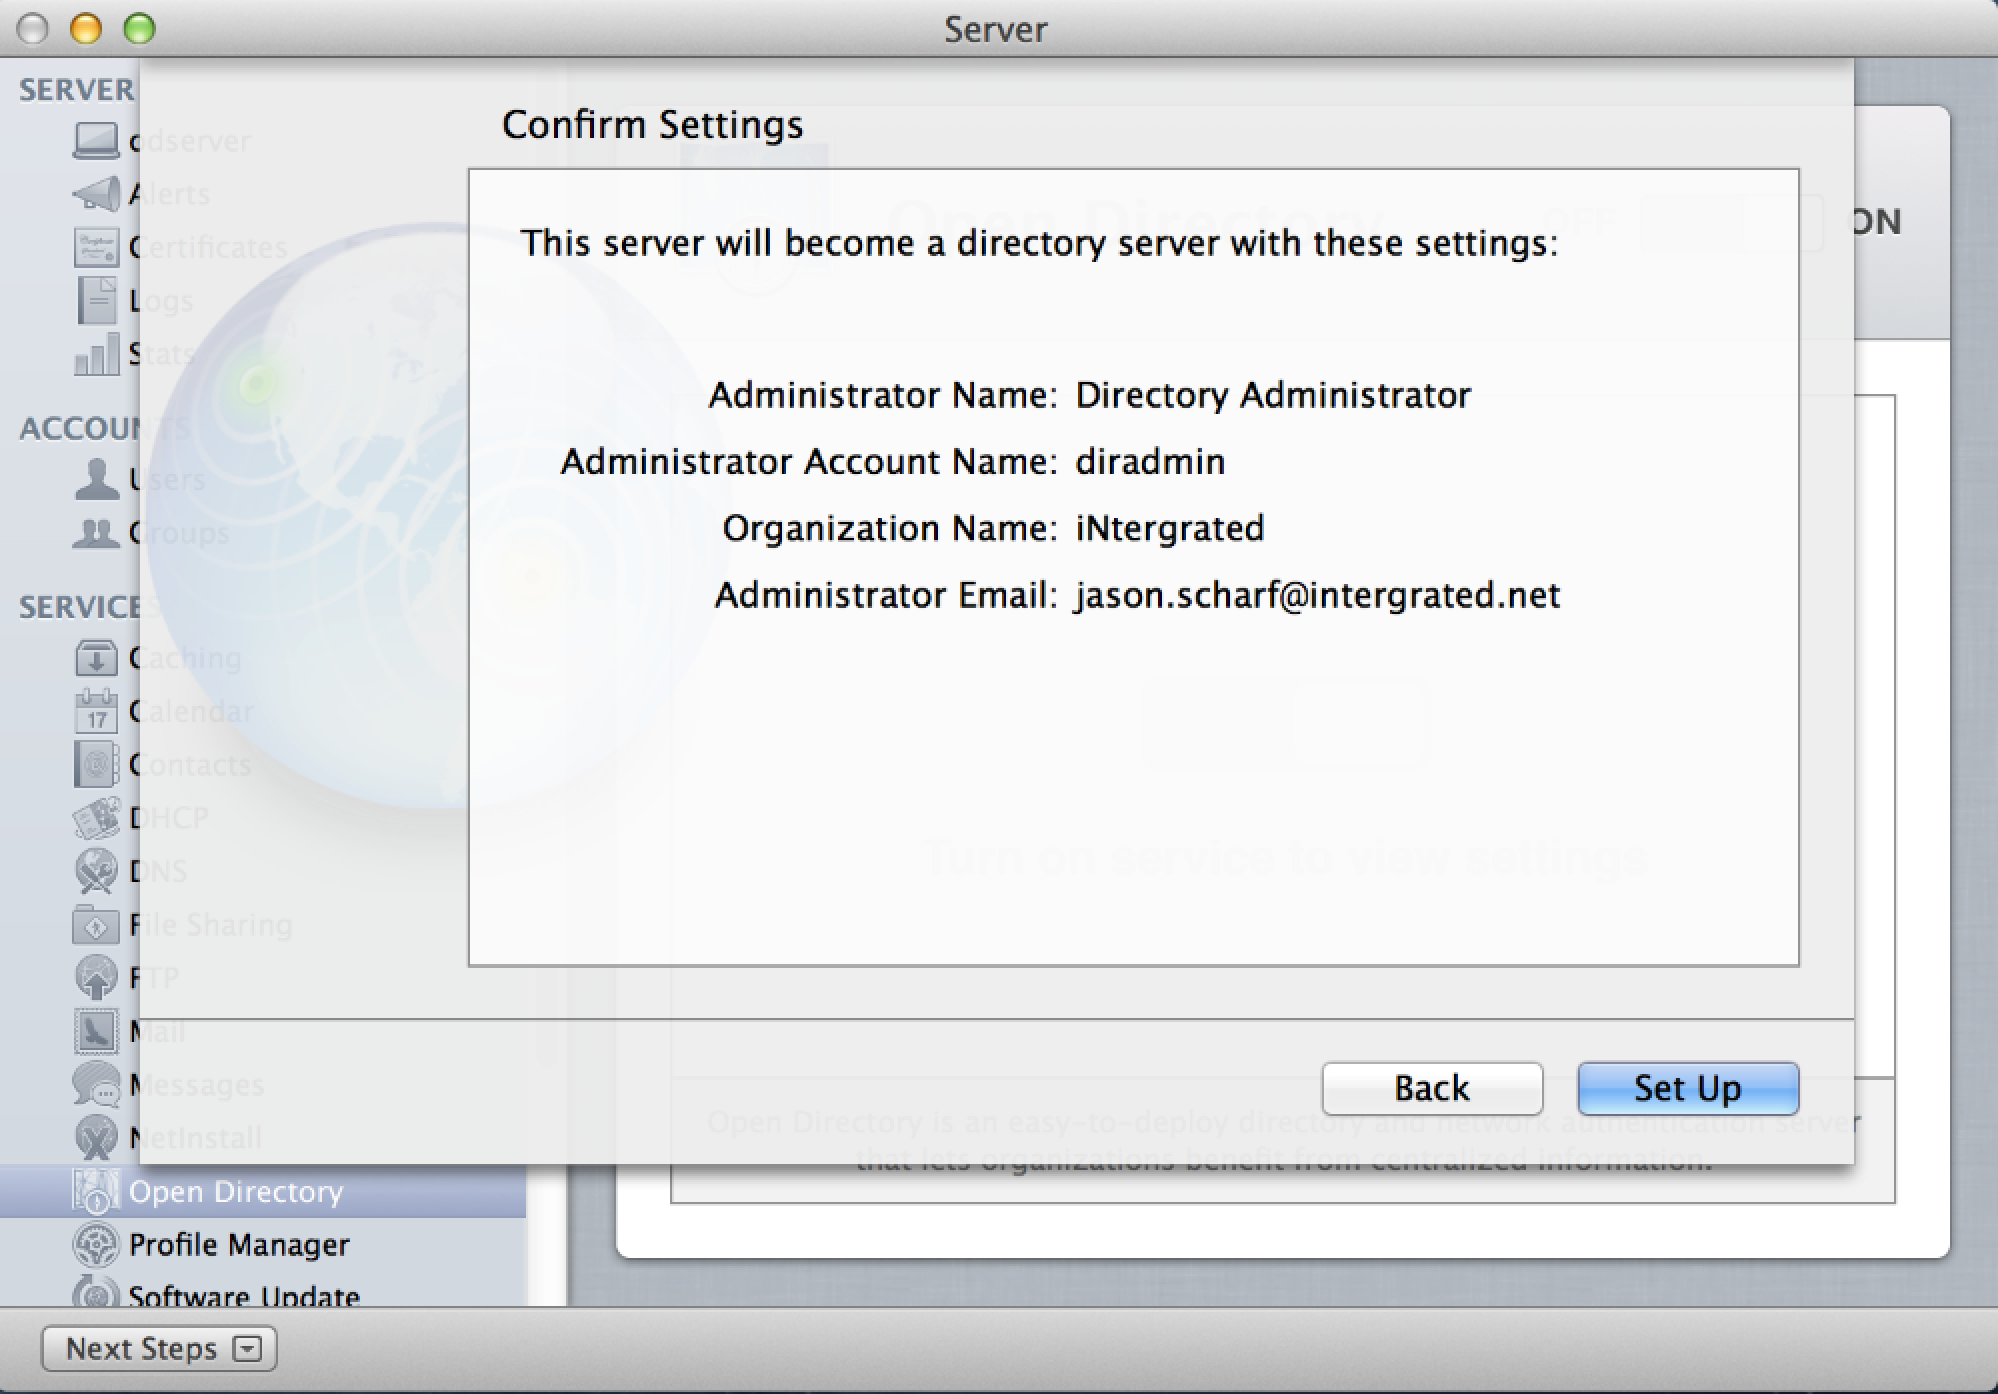 Server
SERVER
odserver
Alerts
Certificates
Logs
Stats
ACCOUNTS
Users
Groups
SERVICES
Caching
Calendar
17
Contacts
DHCP
DNS
File Sharing
FTP
Mail
Messages
NetInstall
Open Directory
Profile Manager
Software Update
Next Steps
Confirm Settings
Open Directory
OFF
ON
This server will become a directory server with these settings:
Administrator Name: Directory Administrator
Administrator Account Name: diradmin
Organization Name: iNtergrated
Administrator Email: jason.scharf@intergrated.net
Turn on service to view settings
Back
Set Up
Open Directory is an easy-to-deploy directory and network authentication server
that lets organizations benefit from centralized information.